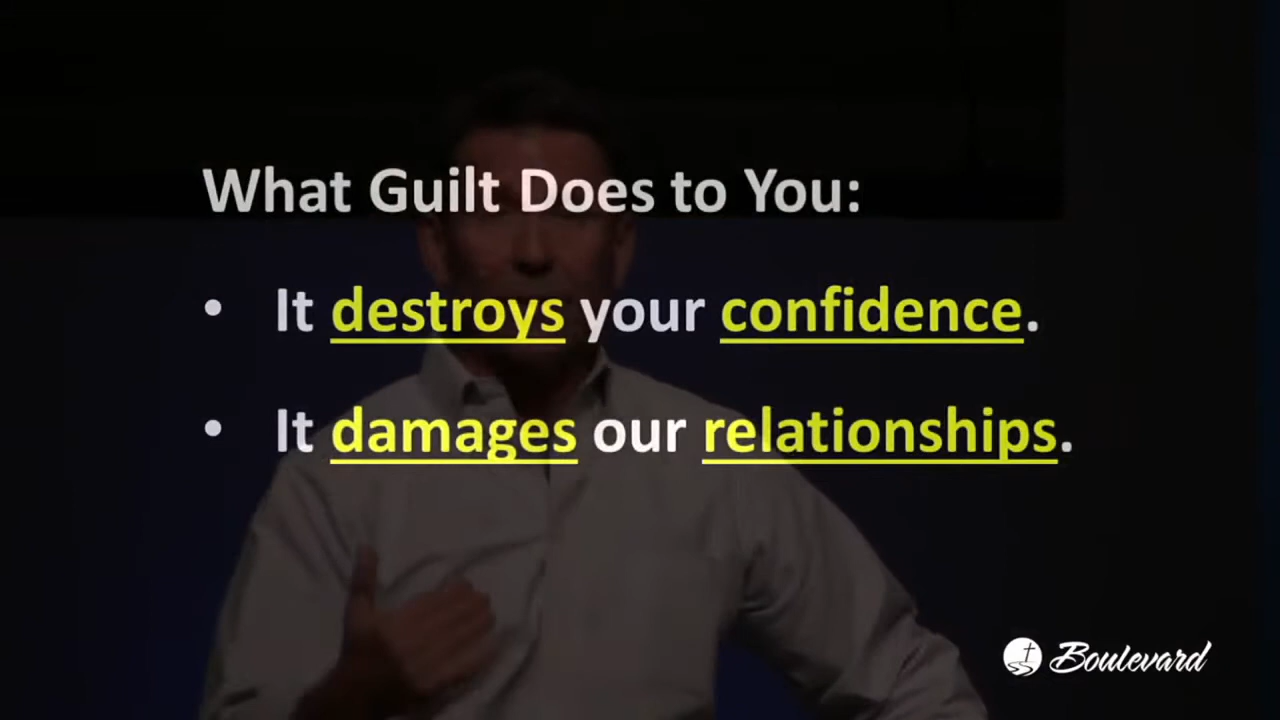 What Guilt Does to You:
• It destroys your confidence.
• It damages our relationships.
Boulevard